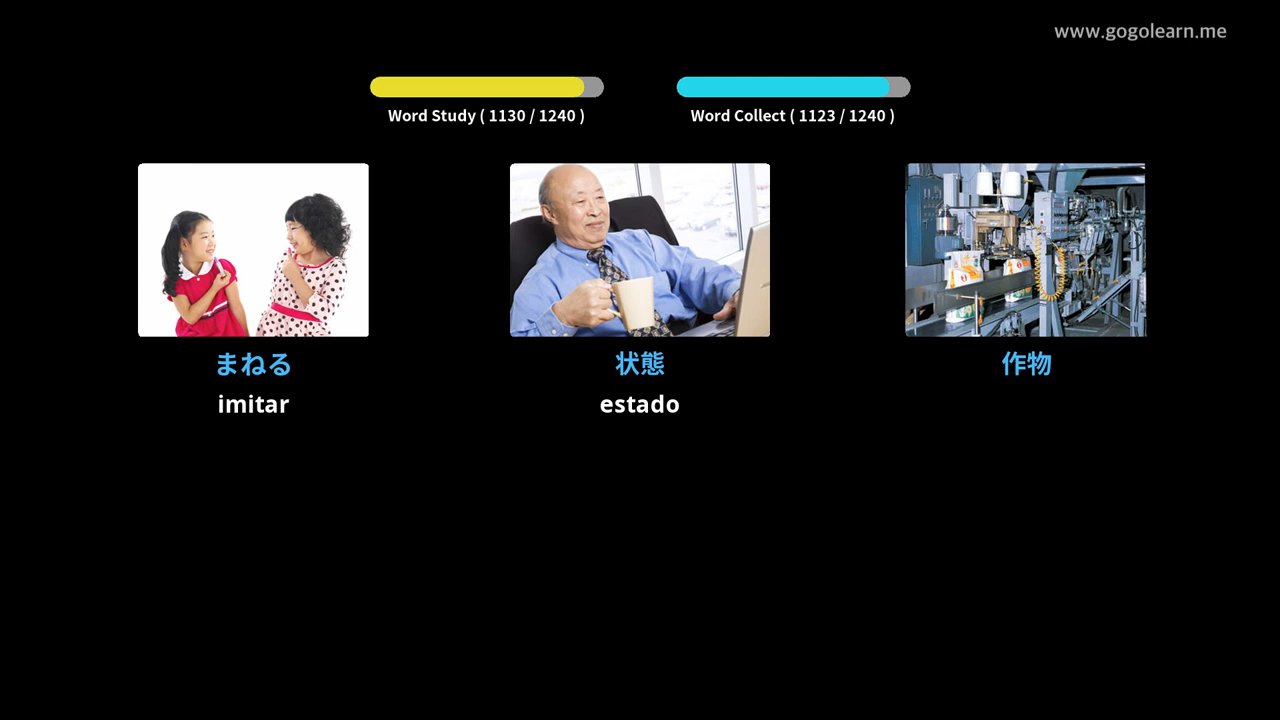 www.gogolearn.me
Word Study ( 1130 / 1240 )
Word Collect ( 1123 / 1240 )
まねる
状態
作物
imitar
estado